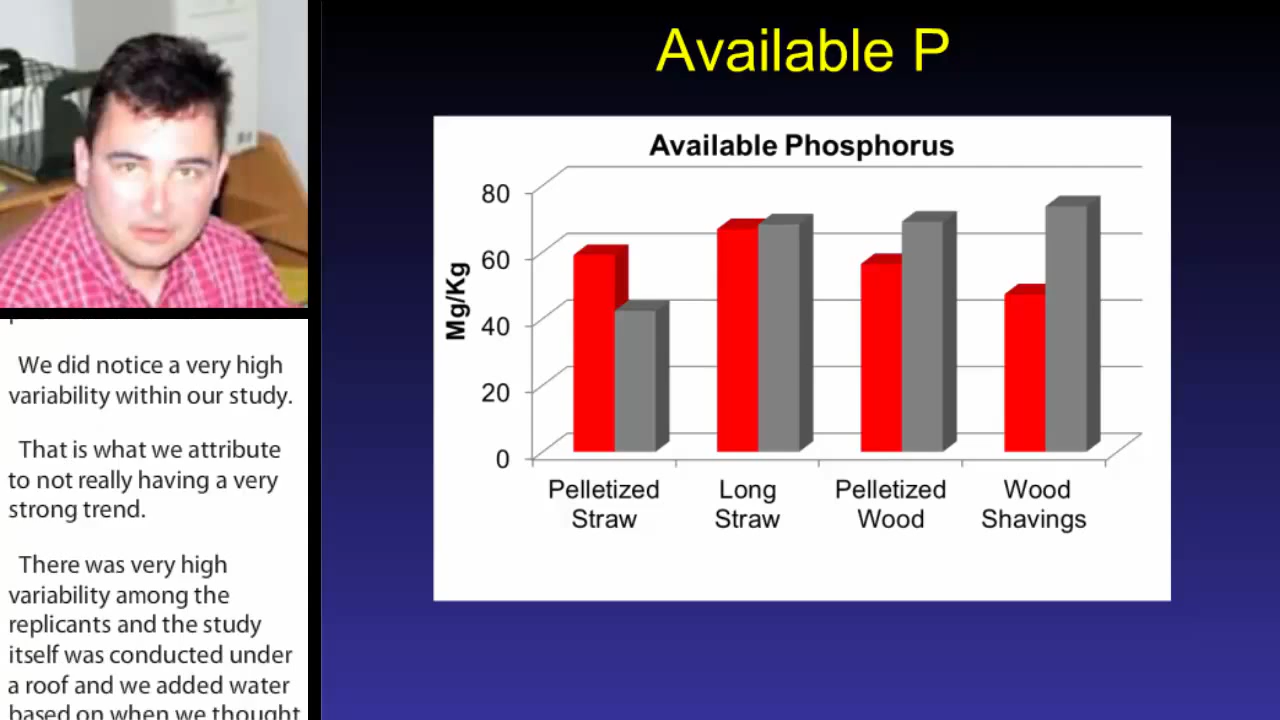 Available P
Available Phosphorus
80
60
40
20
0
Mg/Kg
Pelletized Straw
Long Straw
Pelletized Wood
Wood Shavings
We did notice a very high
variability within our study.
That is what we attribute
to not really having a very
strong trend.
There was very high
variability among the
replicants and the study
itself was conducted under
a roof and we added water
based on when we thought